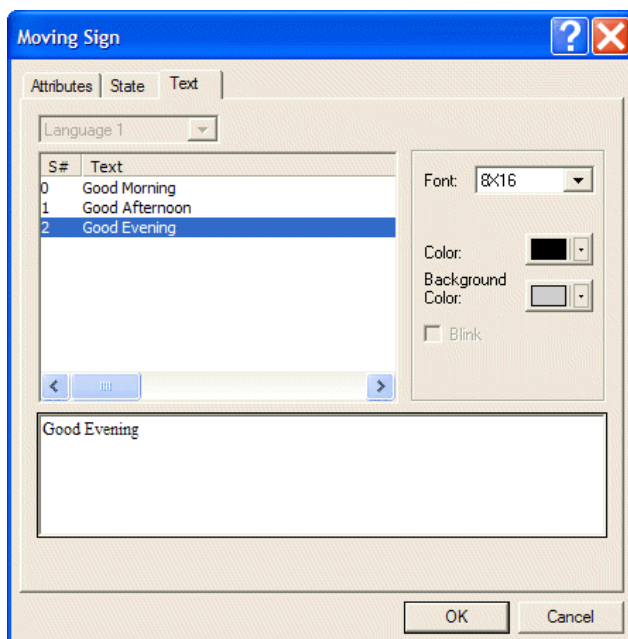 Moving Sign
Attributes State Text
Language 1
S# Text
0 Good Morning
1 Good Afternoon
2 Good Evening
Font: 8X16
Color:
Background
Color:
Blink
Good Evening
OK Cancel